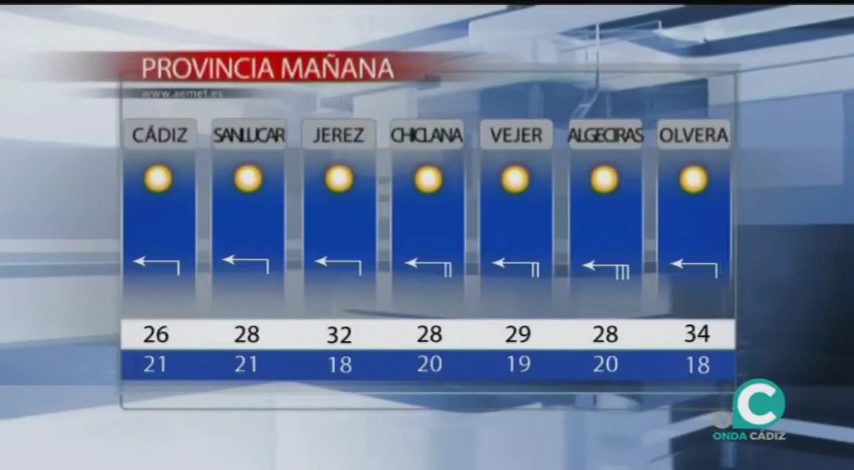 PROVINCIA MAÑANA
www.aemet.es
CÁDIZ SANLUCAR JEREZ CHICLANA VEJER ALGECIRAS OLVERA
26 28 32 28 29 28 34
21 21 18 20 19 20 18
C
ONDA CÁDIZ